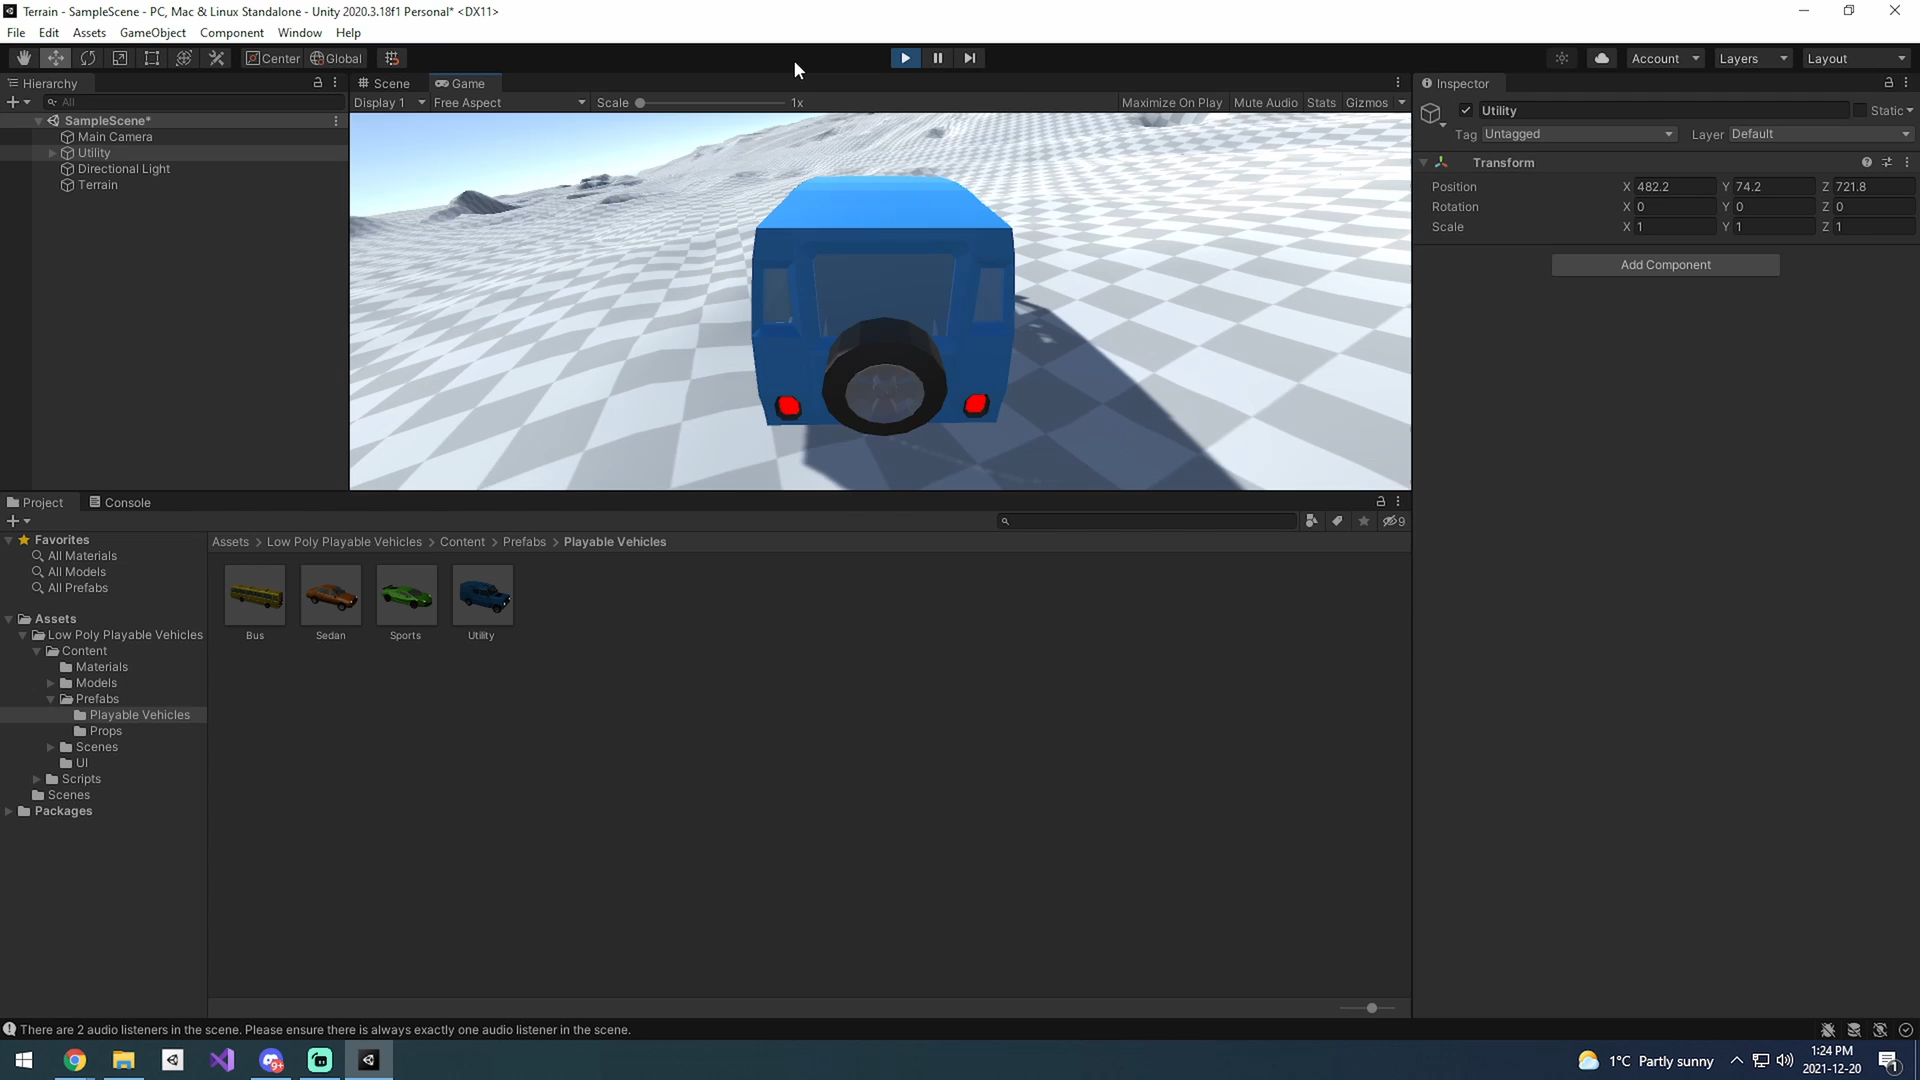 Terrain - SampleScene - PC, Mac & Linux Standalone - Unity 2020.3.18f1 Personal* <DX11>
File Edit Assets GameObject Component Window Help
Center Global Account Layers Layout
Hierarchy
All
SampleScene*
Main Camera
Utility
Directional Light
Terrain
Scene Game
Display 1 Free Aspect Scale 1x Maximize On Play Mute Audio Stats Gizmos
Inspector
Utility Static
Tag Untagged Layer Default
Transform
Position X 482.2 Y 74.2 Z 721.8
Rotation X 0 Y 0 Z 0
Scale X 1 Y 1 Z 1
Add Component
Project Console
9
Favorites
All Materials
All Models
All Prefabs
Assets
Low Poly Playable Vehicles
Content
Materials
Models
Prefabs
Playable Vehicles
Props
Scenes
UI
Scripts
Scenes
Packages
Assets > Low Poly Playable Vehicles > Content > Prefabs > Playable Vehicles
Bus Sedan Sports Utility
There are 2 audio listeners in the scene. Please ensure there is always exactly one audio listener in the scene.
9+
1°C Partly sunny
1:24 PM
2021-12-20
1